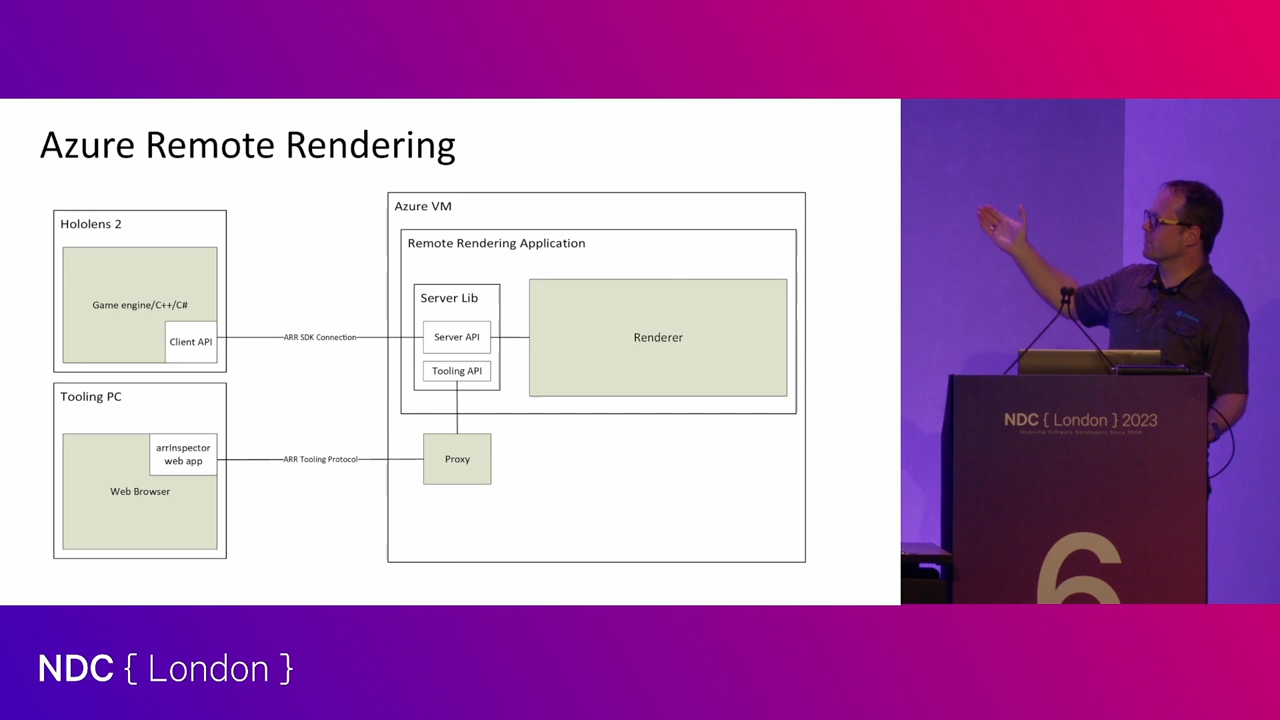 Azure Remote Rendering
Hololens 2
Game engine/C++/C#
Client API
ARR SDK Connection
Azure VM
Remote Rendering Application
Server Lib
Server API
Tooling API
Renderer
Tooling PC
arrInspector
web app
Web Browser
ARR Tooling Protocol
Proxy
NDC { London } 2023
6
NDC { London }